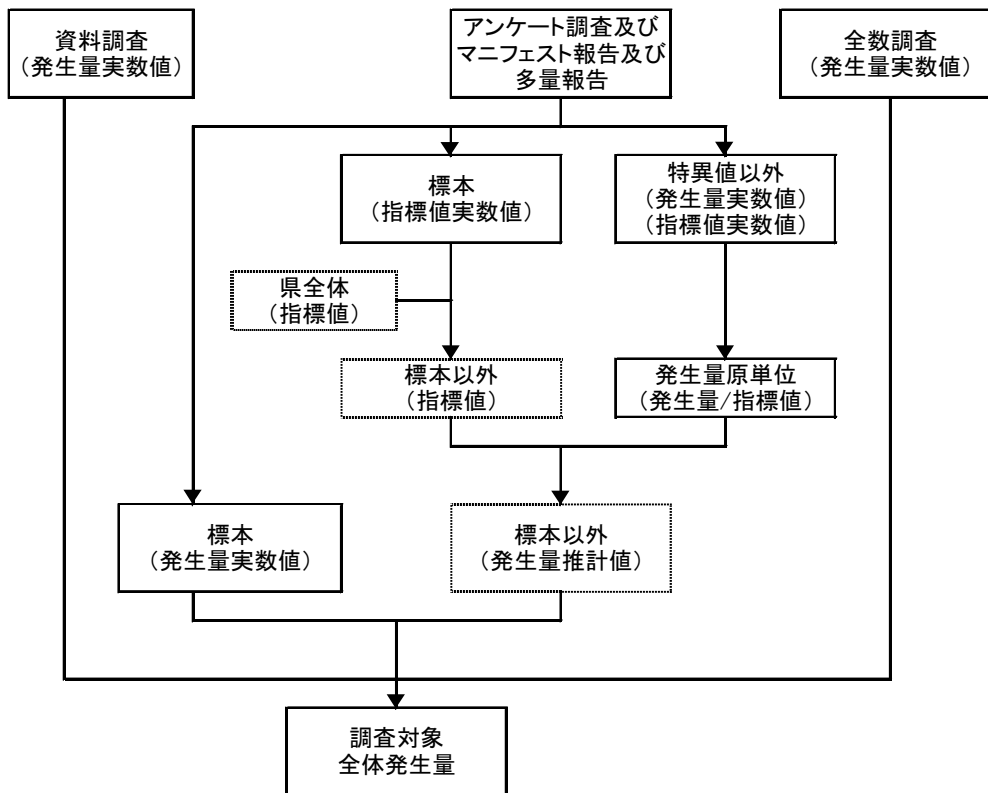 資料調査
（発生量実数値）
アンケート調査及び
マニフェスト報告及び
多量報告
全数調査
（発生量実数値）
標本
（指標値実数値）
特異値以外
（発生量実数値）
（指標値実数値）
県全体
（指標値）
標本以外
（指標値）
発生量原単位
（発生量/指標値）
標本
（発生量実数値）
標本以外
（発生量推計値）
調査対象
全体発生量